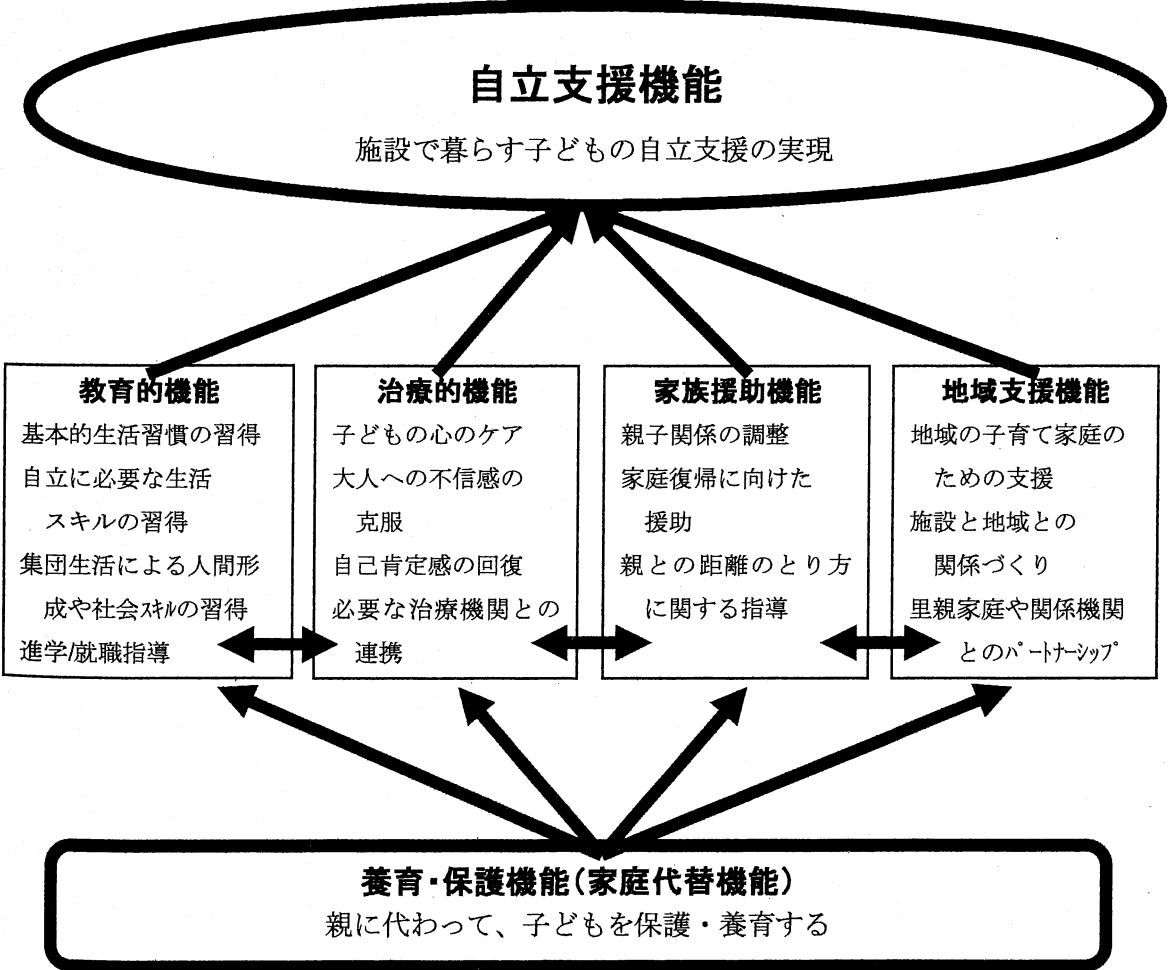 自立支援機能
施設で暮らす子どもの自立支援の実現
教育的機能
基本的生活習慣の習得
自立に必要な生活
スキルの習得
集団生活による人間形
成や社会ｽｷﾙの習得
進学/就職指導
治療的機能
子どもの心のケア
大人への不信感の
克服
自己肯定感の回復
必要な治療機関との
連携
家族援助機能
親子関係の調整
家庭復帰に向けた
援助
親との距離のとり方
に関する指導
地域支援機能
地域の子育て家庭の
ための支援
施設と地域との
関係づくり
里親家庭や関係機関
とのﾊﾟｰﾄﾅｰｼｯﾌﾟ
養育・保護機能（家庭代替機能）
親に代わって、子どもを保護・養育する